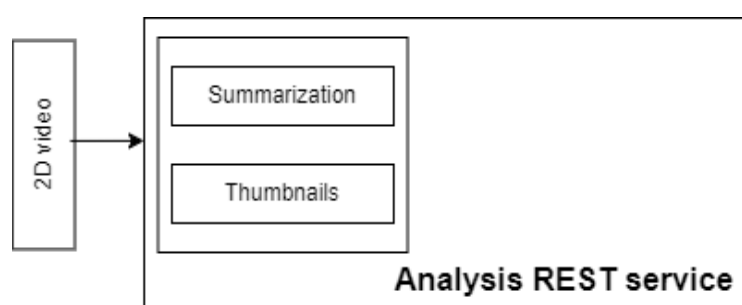 2D video
Summarization
Thumbnails
Analysis REST service